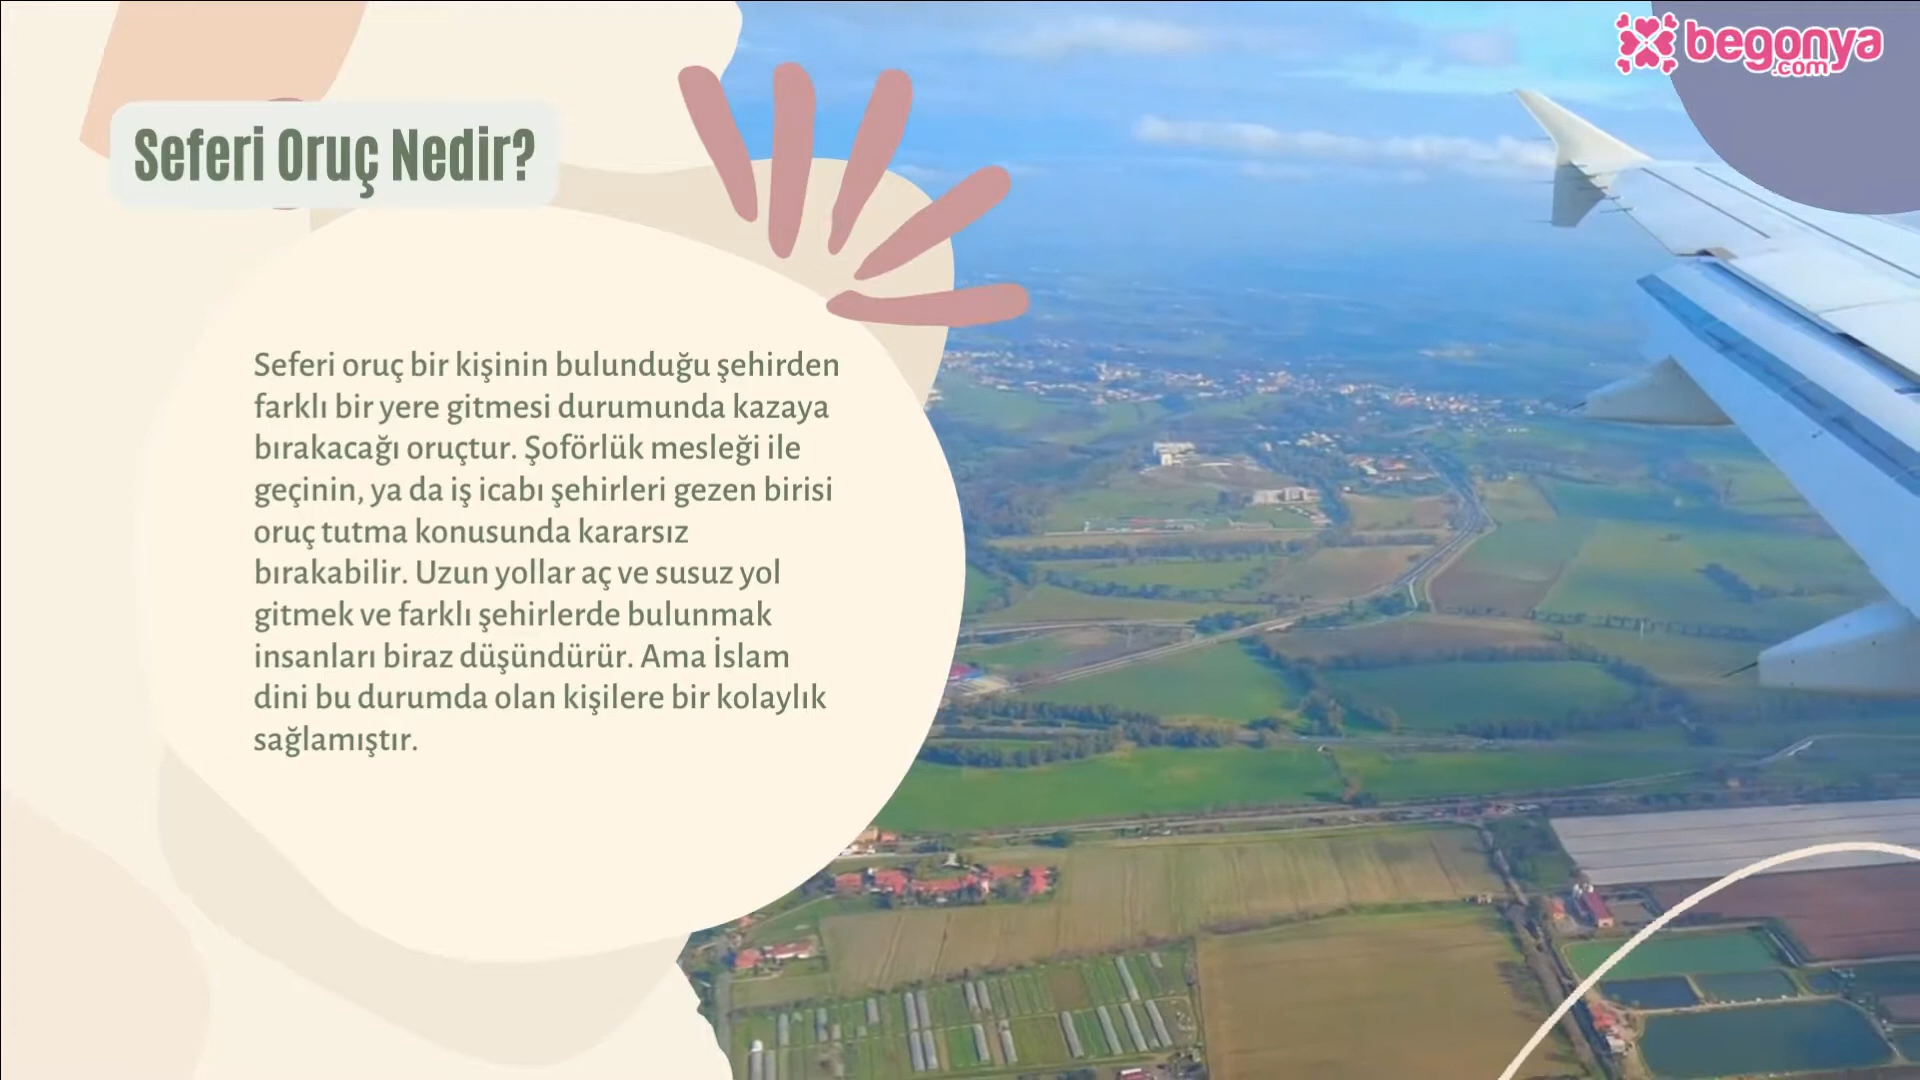 begonya
.com
Seferi Oruç Nedir?
Seferi oruç bir kişinin bulunduğu şehirden
farklı bir yere gitmesi durumunda kazaya
bırakacağı oruçtur. Şoförlük mesleği ile
geçinin, ya da iş icabı şehirleri gezen birisi
oruç tutma konusunda kararsız
bırakabilir. Uzun yollar aç ve susuz yol
gitmek ve farklı şehirlerde bulunmak
insanları biraz düşündürür. Ama İslam
dini bu durumda olan kişilere bir kolaylık
sağlamıştır.